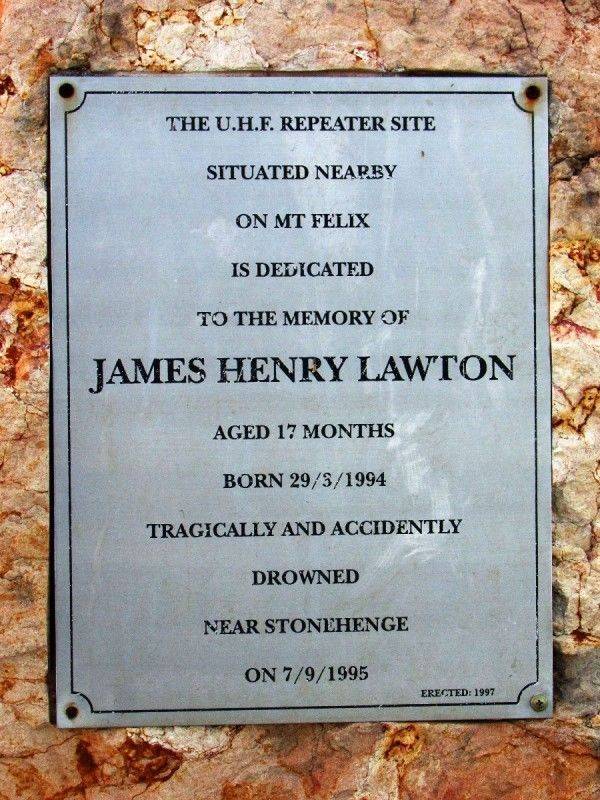 THE U.H.F. REPEATER SITE
SITUATED NEARBY
ON MT FELIX
IS DEDICATED
TO THE MEMORY OF
JAMES HENRY LAWTON
AGED 17 MONTHS
BORN 29/3/1994
TRAGICALLY AND ACCIDENTLY
DROWNED
NEAR STONEHENGE
ON 7/9/1995
ERECTED: 1997